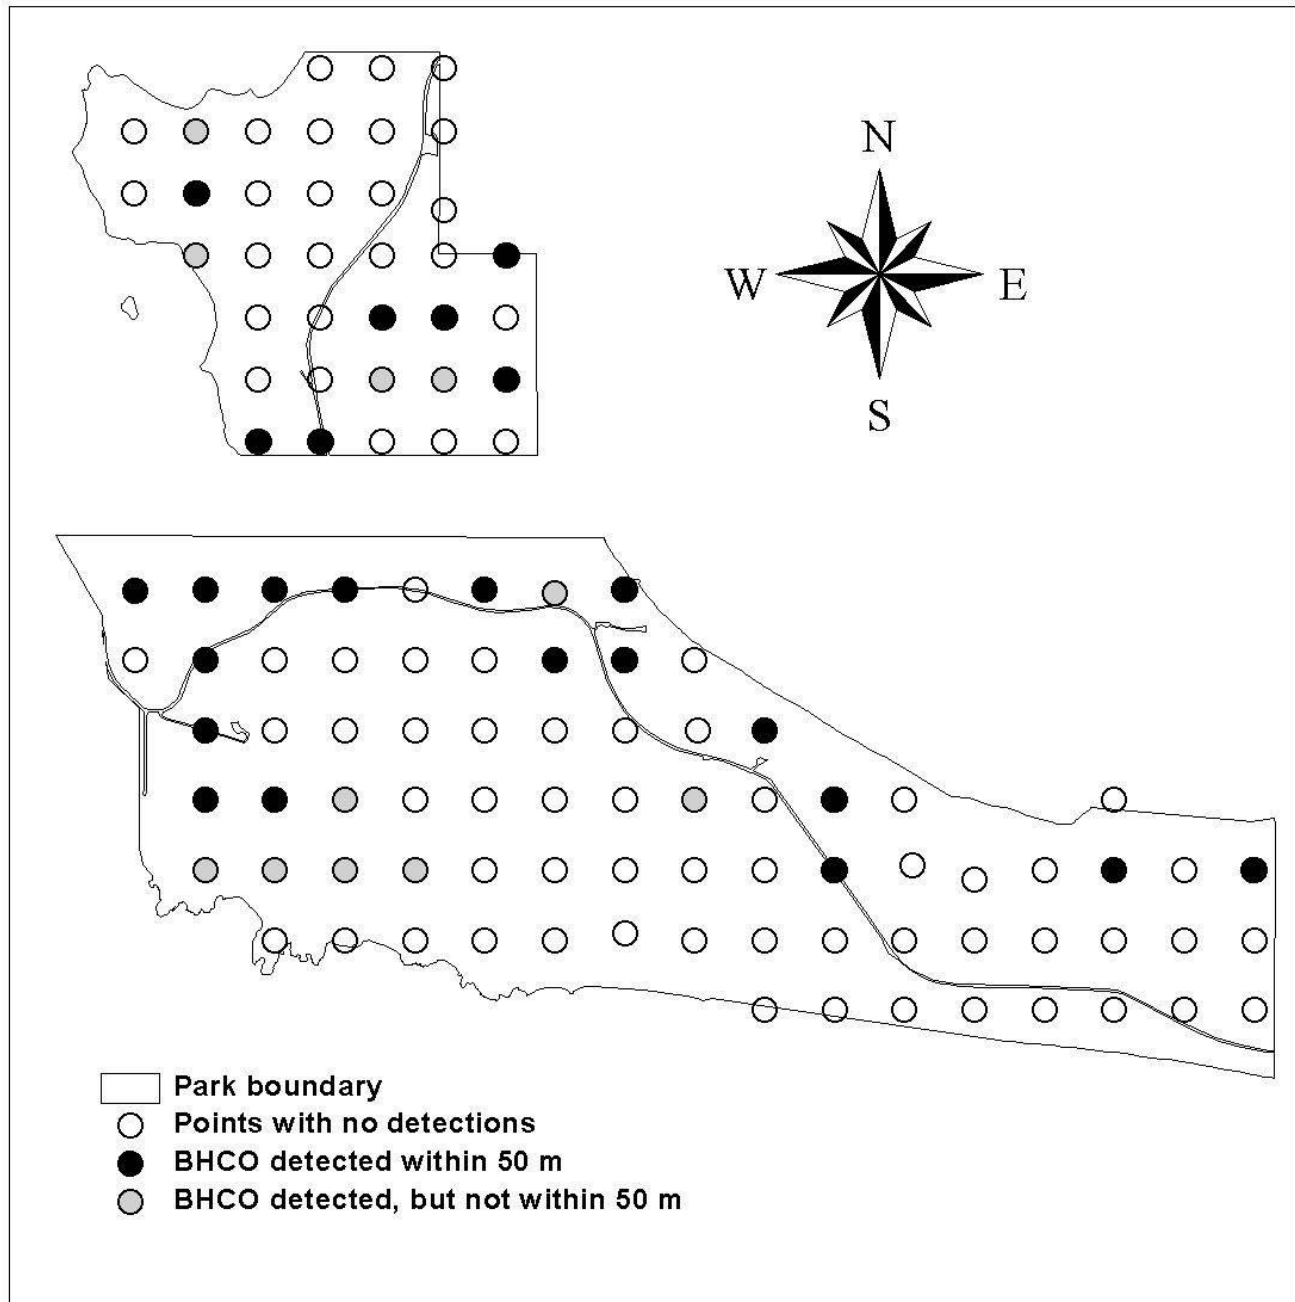 N
W E
S
Park boundary
Points with no detections
BHCO detected within 50 m
BHCO detected, but not within 50 m